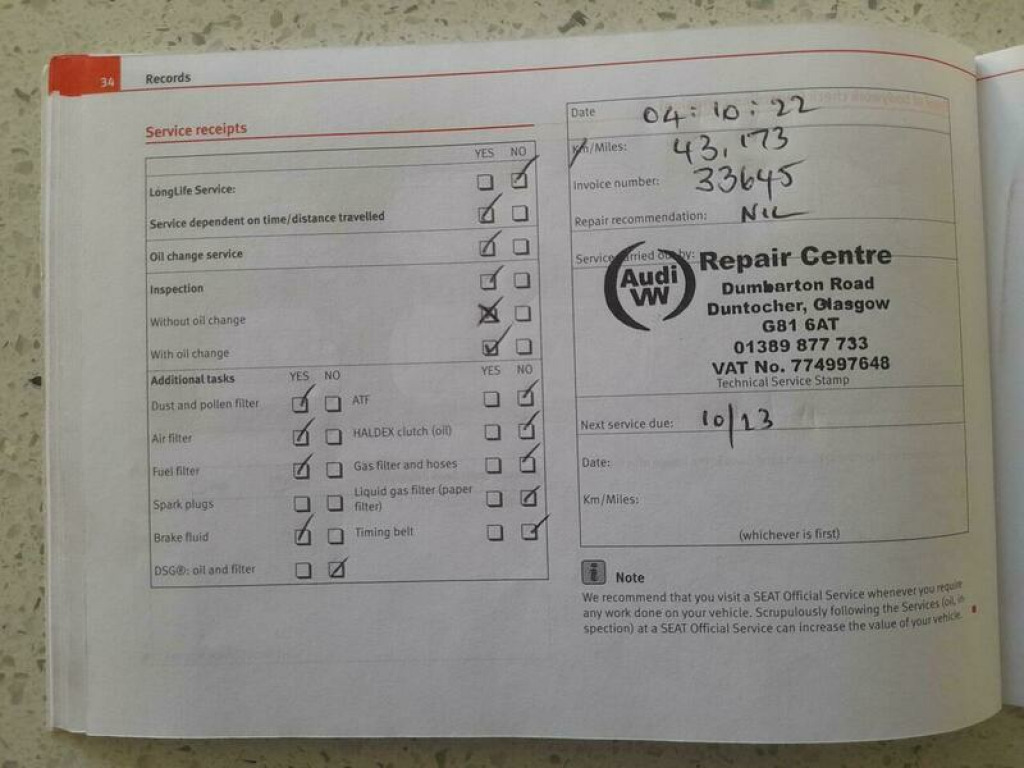 34 Records
Service receipts
YES NO
LongLife Service:
Service dependent on time/distance travelled
Oil change service
Inspection
Without oil change
With oil change
Additional tasks YES NO YES NO
Dust and pollen filter ATF
Air filter HALDEX clutch (oil)
Fuel filter Gas filter and hoses
Spark plugs Liquid gas filter (paper
filter)
Brake fluid Timing belt
DSG®: oil and filter
Date 04:10:22
Km/Miles: 43,173
Invoice number: 33645
Repair recommendation: NIL
Service carried out by:
Audi
VW
Repair Centre
Dumbarton Road
Duntocher, Glasgow
G81 6AT
01389 877 733
VAT No. 774997648
Technical Service Stamp
Next service due: 10/23
Date:
Km/Miles:
(whichever is first)
i Note
We recommend that you visit a SEAT Official Service whenever you require
any work done on your vehicle. Scrupulously following the Services (oil, in
spection) at a SEAT Official Service can increase the value of your vehicle.